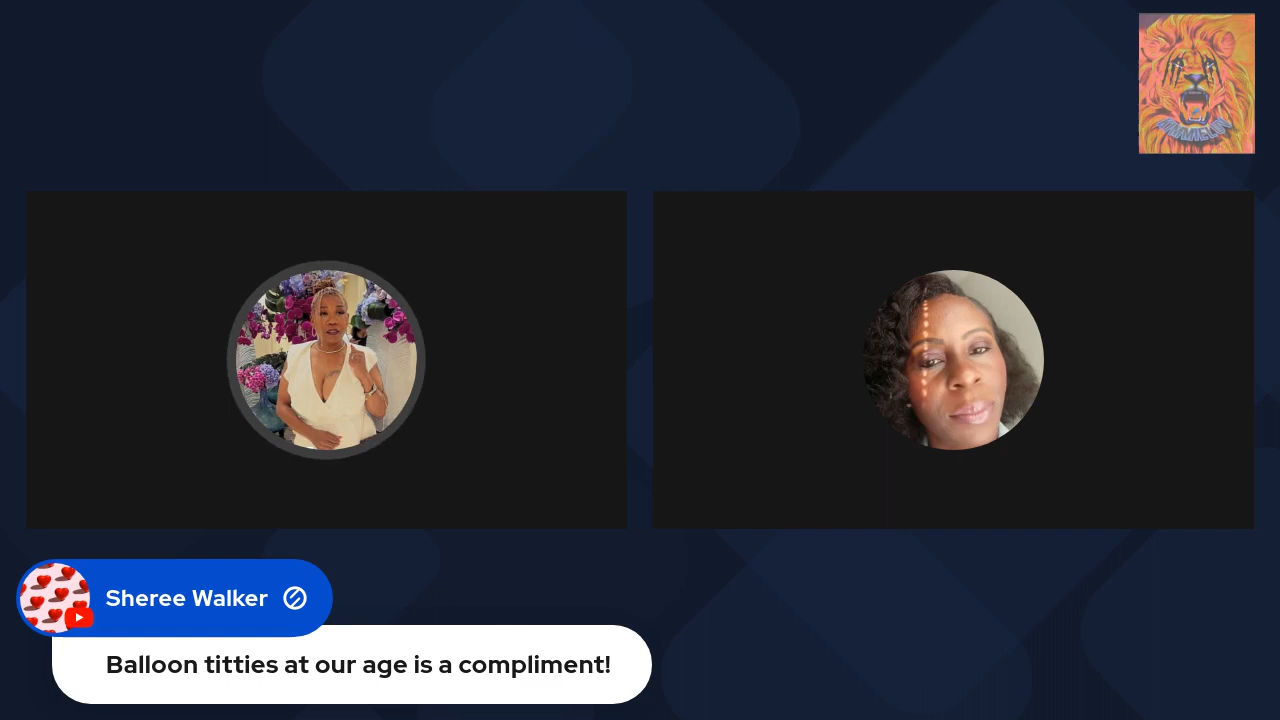 Sheree Walker
Balloon titties at our age is a compliment!